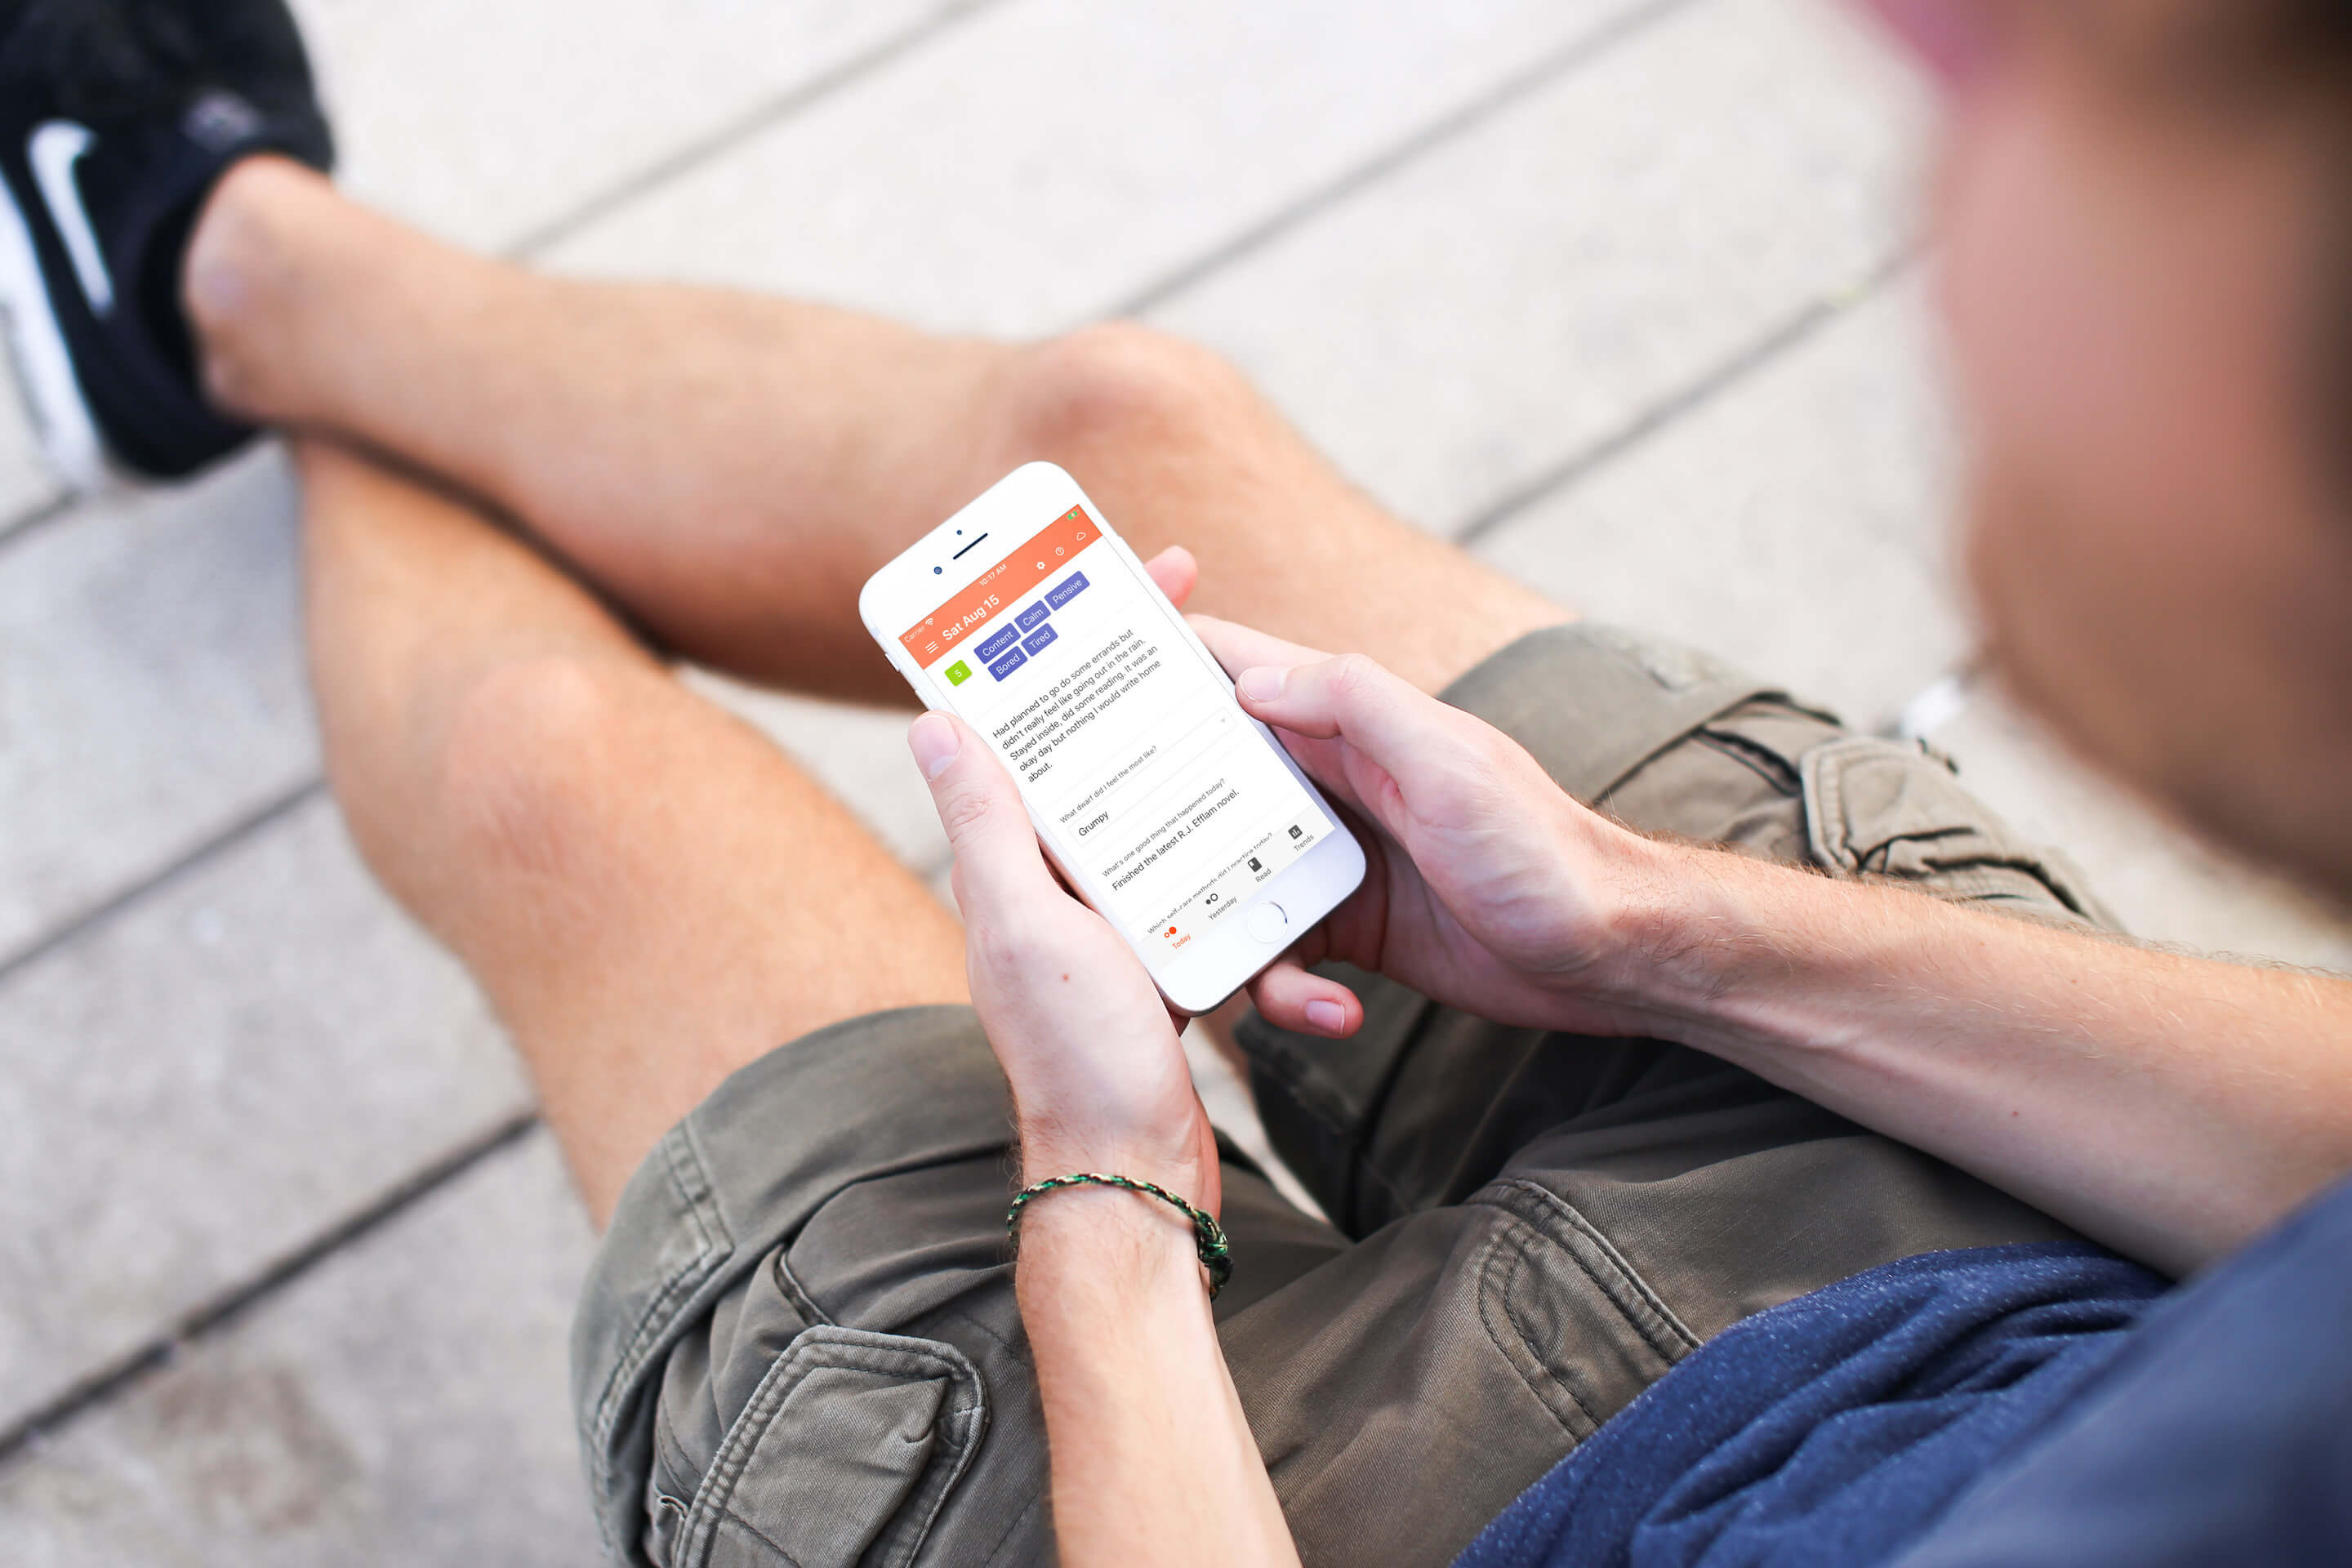 Carrier 10:17 AM
Sat Aug 15
5
Content Calm Pensive
Bored Tired
Had planned to go do some errands but
didn't really feel like going out in the rain.
Stayed inside, did some reading. It was an
okay day but nothing I would write home
about.
What dwarf did I feel the most like?
Grumpy
What's one good thing that happened today?
Finished the latest R.J. Efflam novel.
Which self-care methods did I practice today?
Today Yesterday Read Trends